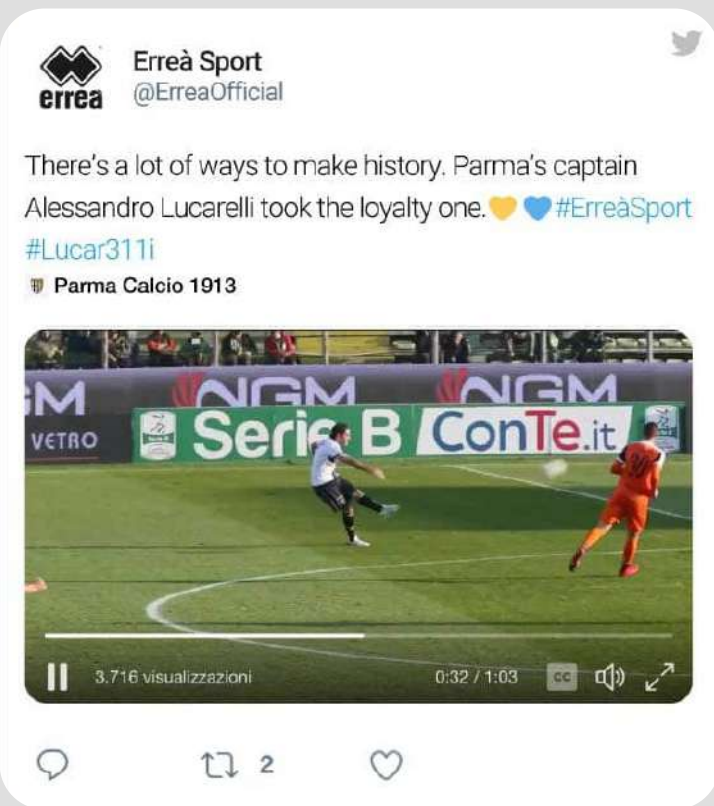 errea
Erreà Sport
@ErreaOfficial
There's a lot of ways to make history. Parma's captain
Alessandro Lucarelli took the loyalty one.💛 💙 #ErreàSport
#Lucar311i
Parma Calcio 1913
GM NGM NGM
VETRO
Serie B ConTe.it
3.716 visualizzazioni
0:32 / 1:03
CC
2